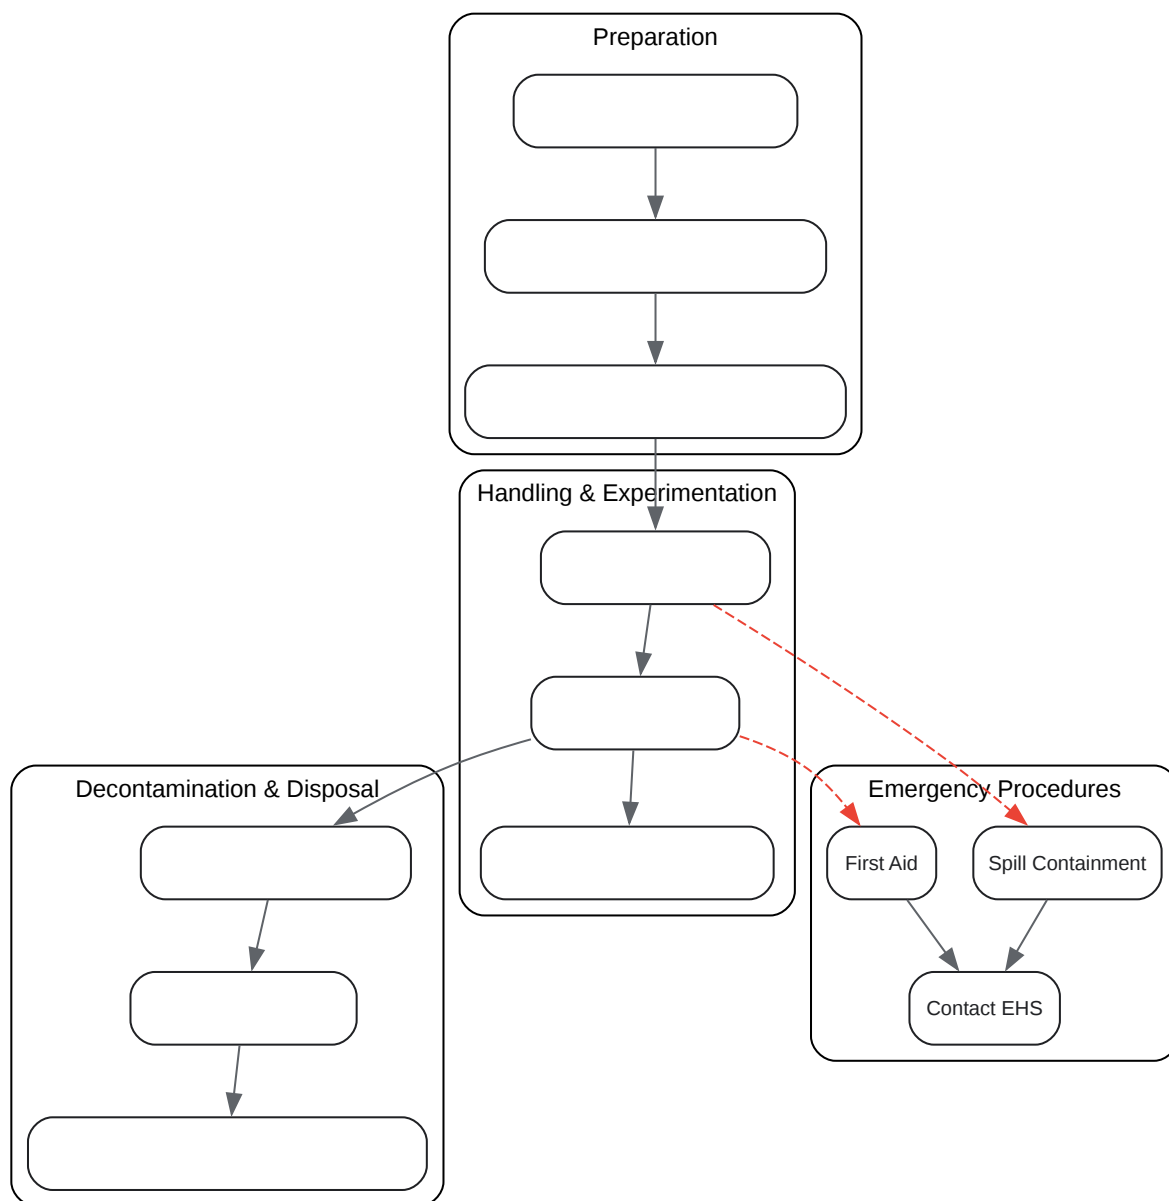 Preparation
Handling & Experimentation
Decontamination & Disposal
Emergency Procedures
First Aid
Spill Containment
Contact EHS